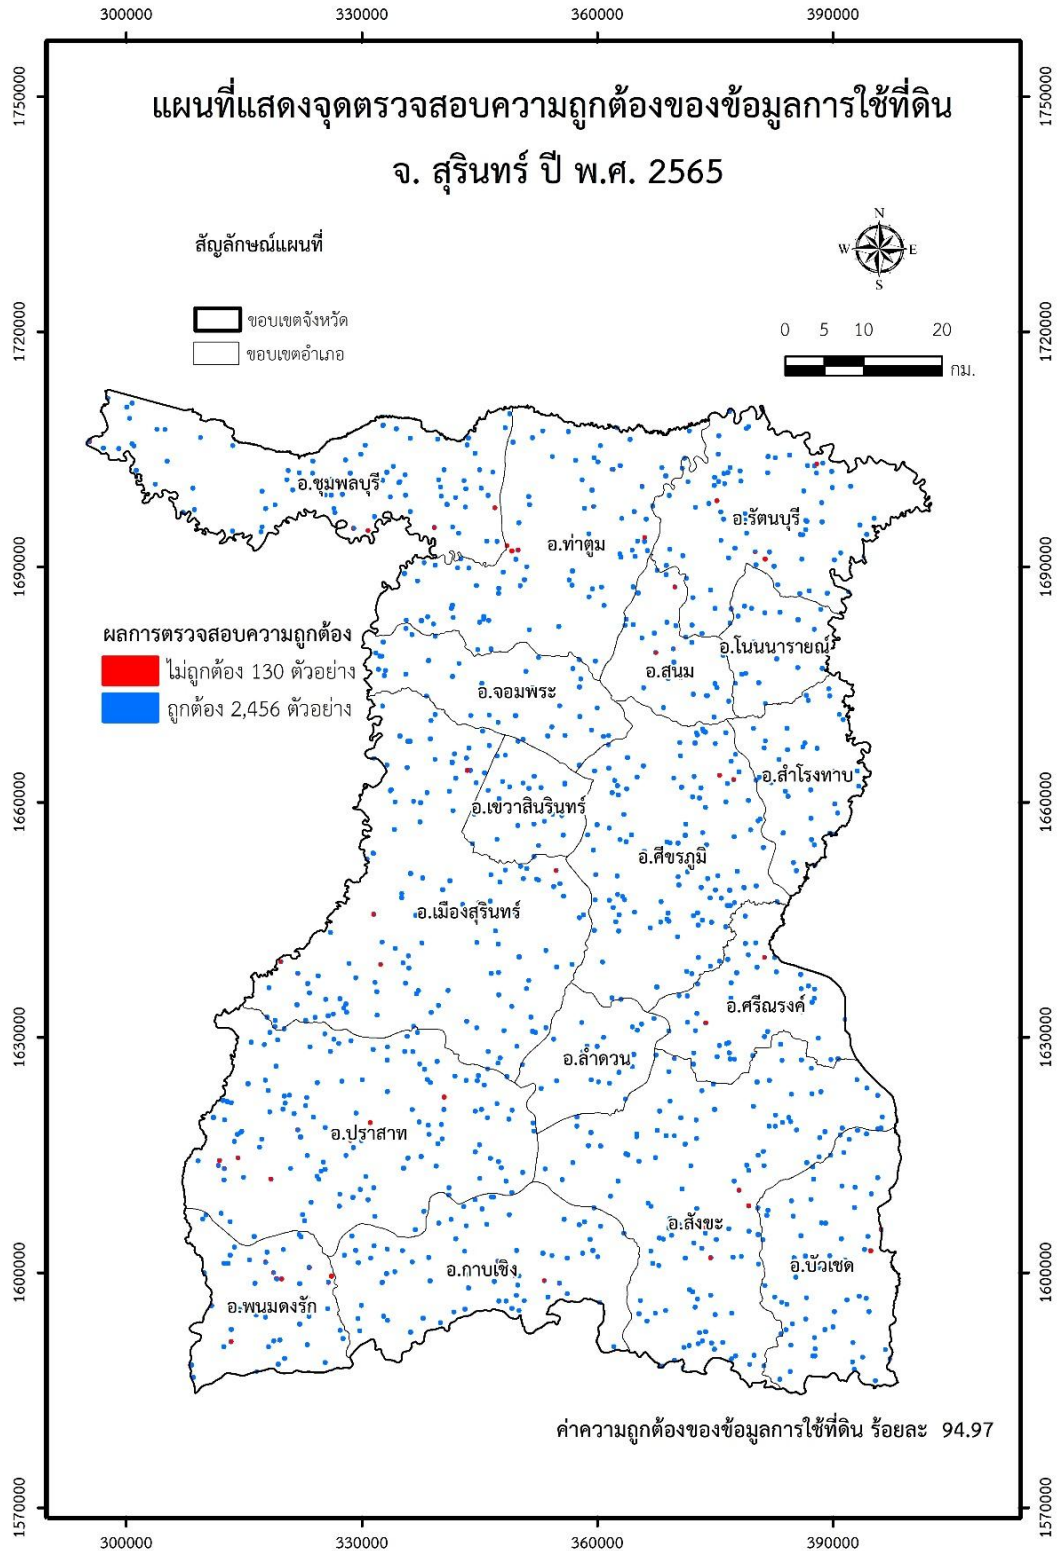 300000 330000 360000 390000
แผนที่แสดงจุดตรวจสอบความถูกต้องของข้อมูลการใช้ที่ดิน
จ. สุรินทร์ ปี พ.ศ. 2565
สัญลักษณ์แผนที่
ขอบเขตจังหวัด
ขอบเขตอำเภอ
N
W E
S
0 5 10 20
กม.
1750000 1750000
1720000 1720000
1690000 1690000
1660000 1660000
1630000 1630000
1600000 1600000
1570000 1570000
อ.ชุมพลบุรี
อ.รัตนบุรี
อ.ท่าตูม
ผลการตรวจสอบความถูกต้อง
ไม่ถูกต้อง 130 ตัวอย่าง
ถูกต้อง 2,456 ตัวอย่าง
อ.โนนนารายณ์
อ.สนม
อ.จอมพระ
อ.สำโรงทาบ
อ.เขวาสินรินทร์
อ.ศีขรภูมิ
อ.เมืองสุรินทร์
อ.ศรีณรงค์
อ.ลำดวน
อ.ปราสาท
อ.สังขะ
อ.บัวเชด
อ.กาบเชิง
อ.พนมดงรัก
ค่าความถูกต้องของข้อมูลการใช้ที่ดิน ร้อยละ 94.97
300000 330000 360000 390000